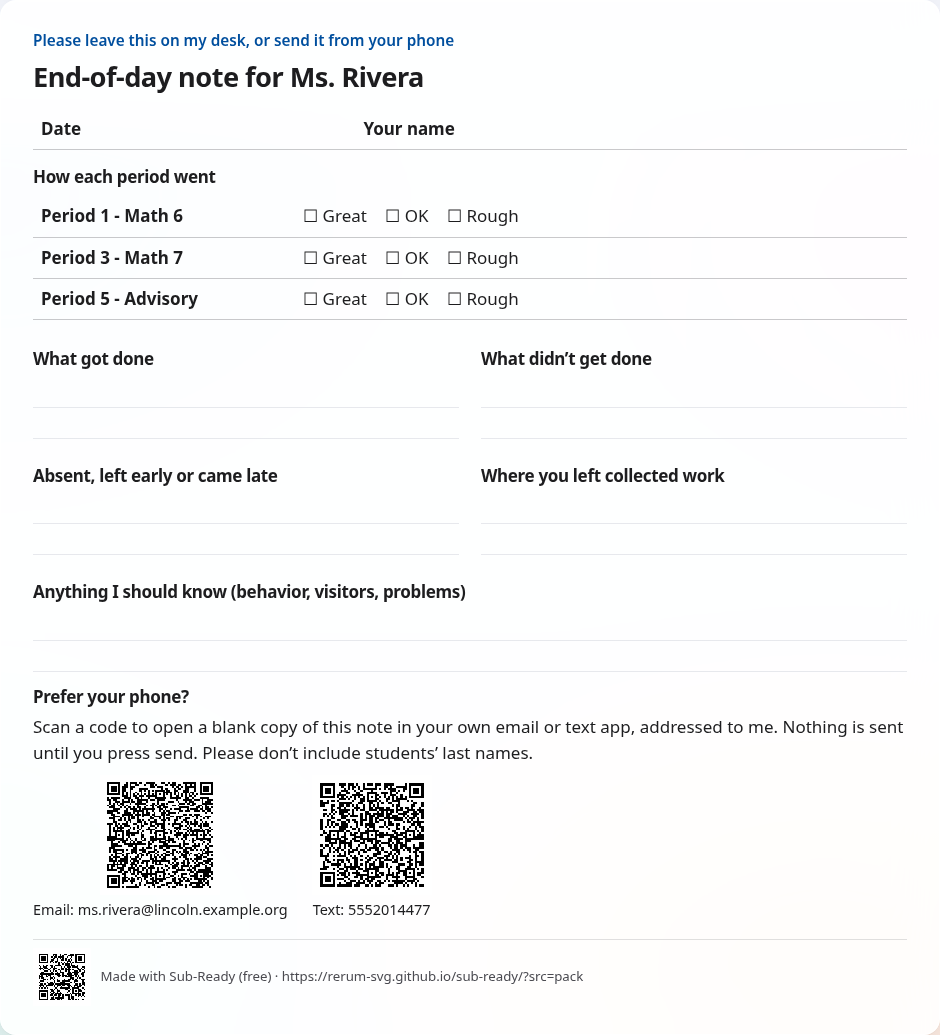 Please leave this on my desk, or send it from your phone
End-of-day note for Ms. Rivera
Date Your name
How each period went
Period 1 - Math 6 ☐ Great ☐ OK ☐ Rough
Period 3 - Math 7 ☐ Great ☐ OK ☐ Rough
Period 5 - Advisory ☐ Great ☐ OK ☐ Rough
What got done What didn’t get done
Absent, left early or came late Where you left collected work
Anything I should know (behavior, visitors, problems)
Prefer your phone?
Scan a code to open a blank copy of this note in your own email or text app, addressed to me. Nothing is sent
until you press send. Please don’t include students’ last names.
Email: ms.rivera@lincoln.example.org Text: 5552014477
Made with Sub-Ready (free) · https://rerum-svg.github.io/sub-ready/?src=pack